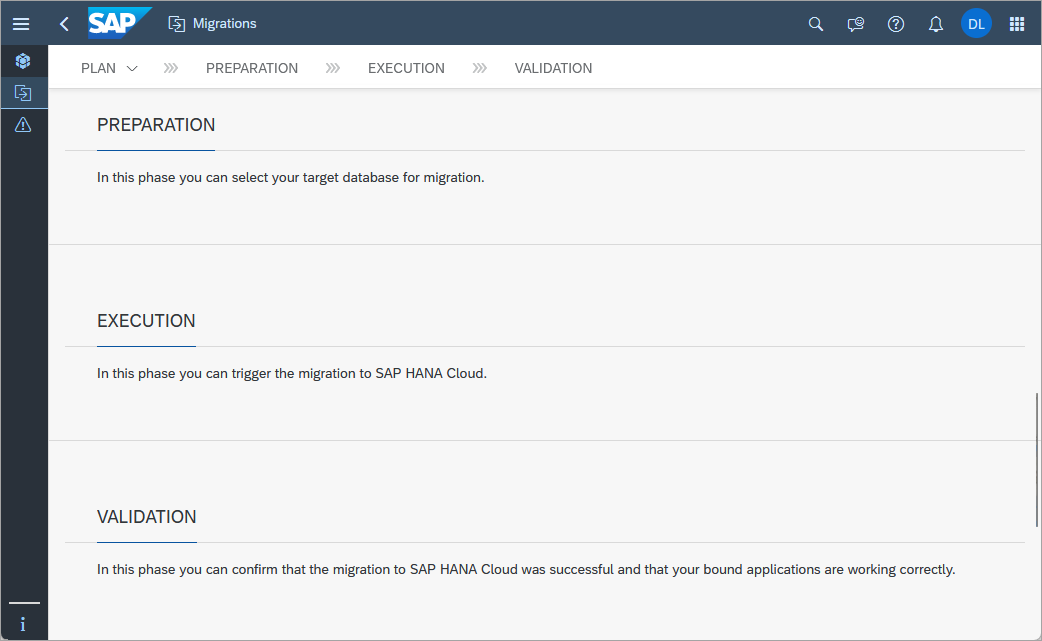 SAP Migrations DL
PLAN PREPARATION EXECUTION VALIDATION
PREPARATION
In this phase you can select your target database for migration.
EXECUTION
In this phase you can trigger the migration to SAP HANA Cloud.
VALIDATION
In this phase you can confirm that the migration to SAP HANA Cloud was successful and that your bound applications are working correctly.